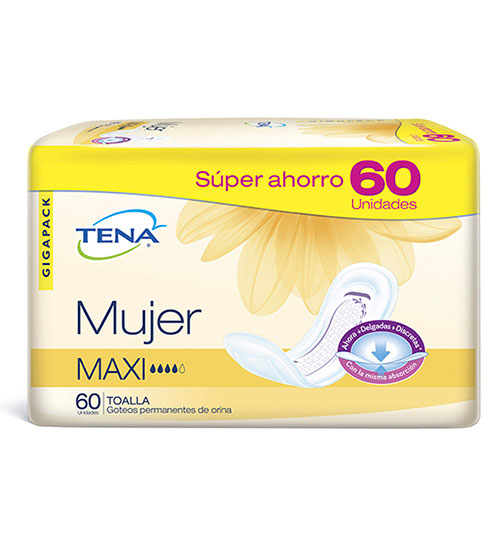 Súper ahorro 60
Unidades
GIGAPACK
TENA®
Mujer
MAXI
60
Unidades
TOALLA
Goteos permanentes de orina
Ahora +Delgadas +Discretas*
Con la misma absorción